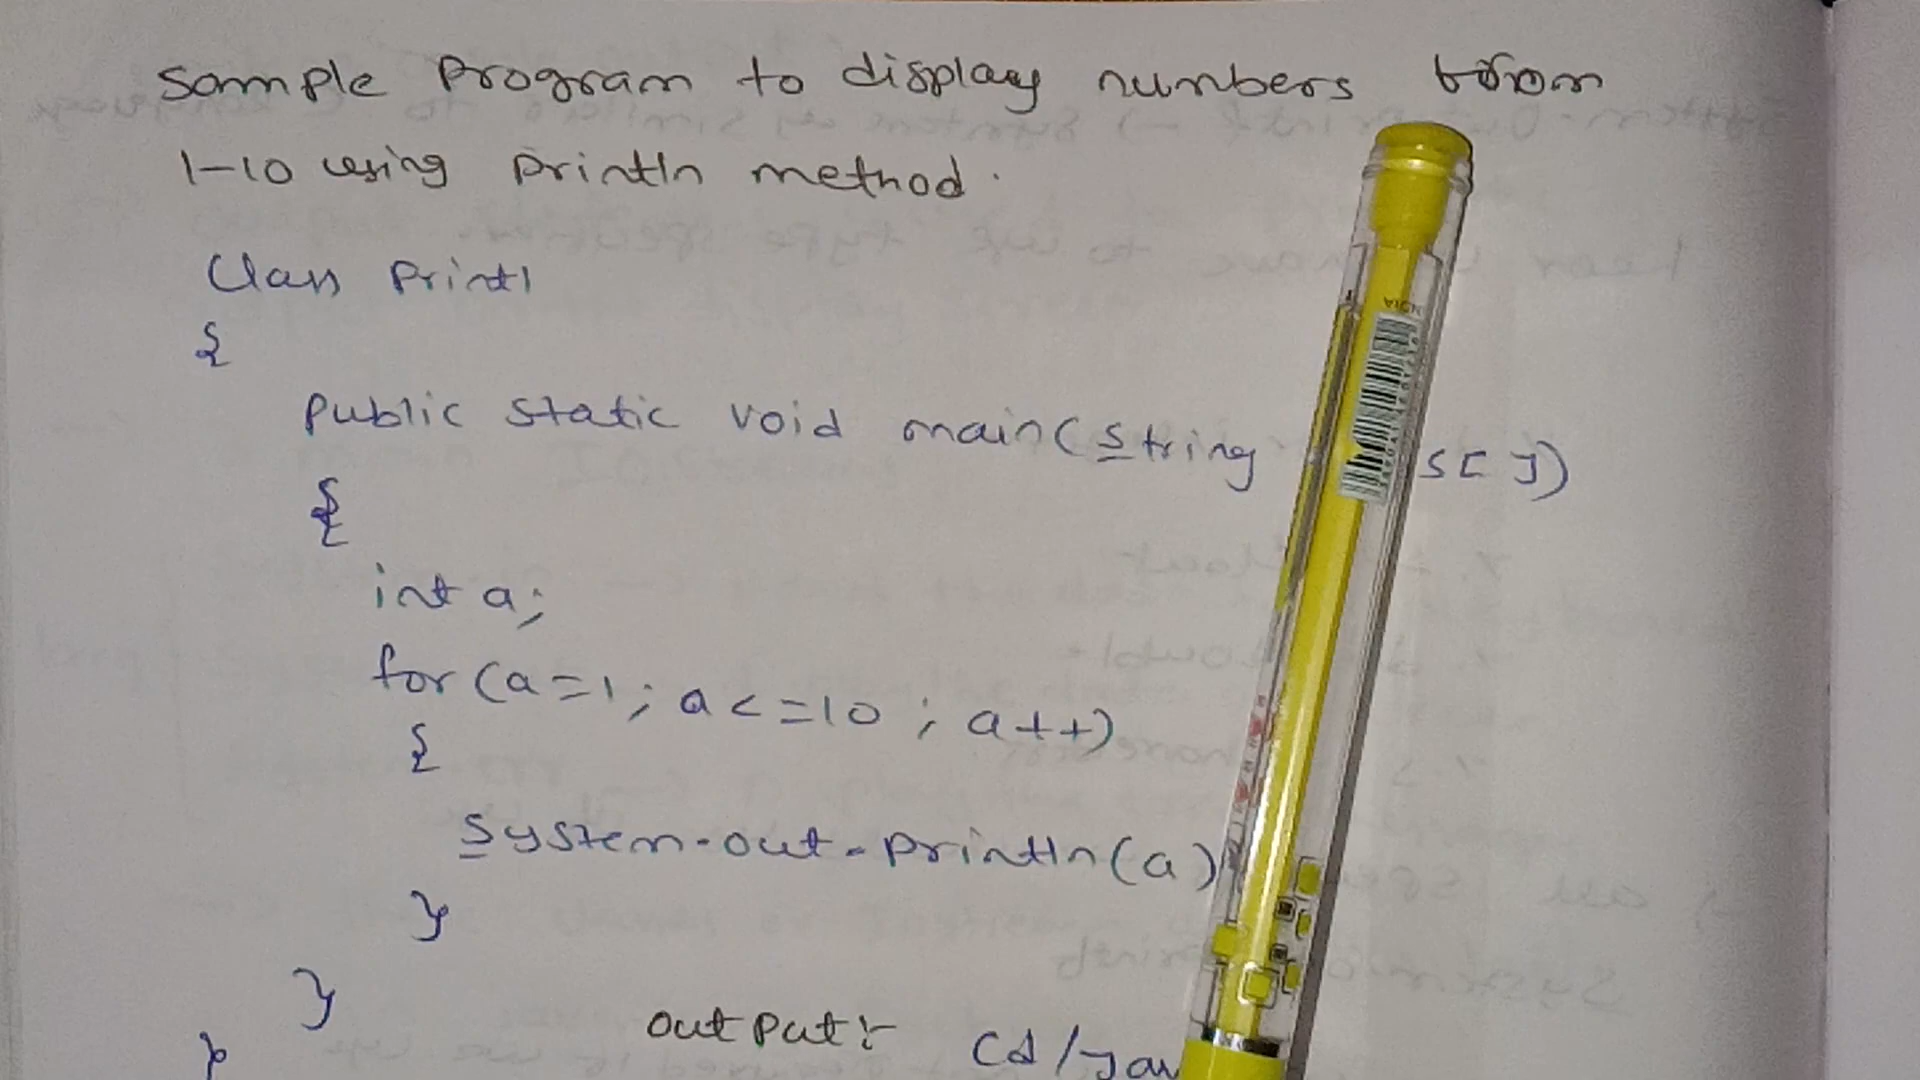 Sample Program to display numbers from
1-10 using println method.
Class Print1
{
public static void main(String s[])
{
int a;
for (a=1; a<=10; a++)
{
System.out.println(a)
}
}
}
output:- cd/jav